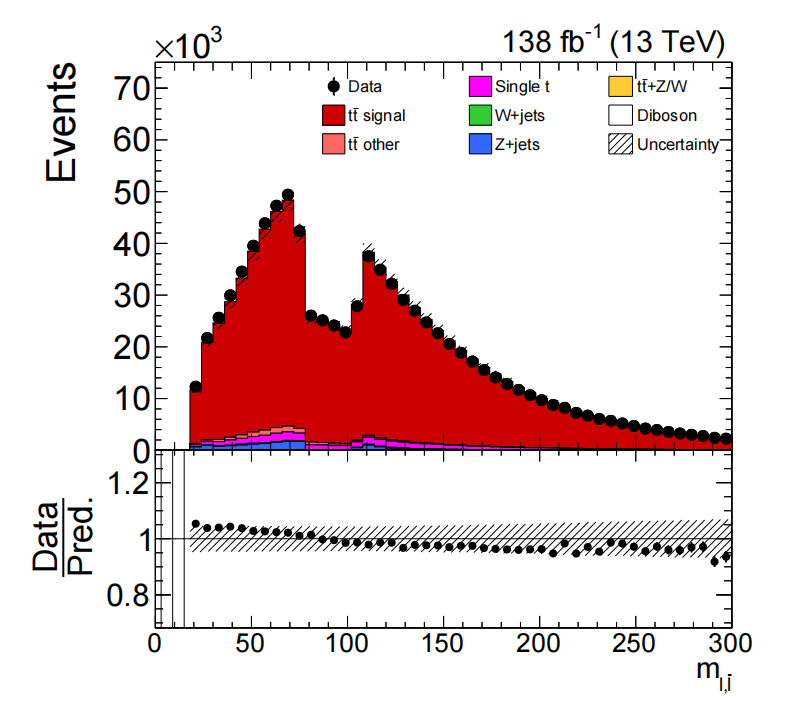 ×10³ 138 fb⁻¹ (13 TeV)
Events
70
60
50
40
30
20
10
0
Data
tt̄ signal
tt̄ other
Single t
W+jets
Z+jets
tt̄+Z/W
Diboson
Uncertainty
Data
Pred.
1.2
1
0.8
0 50 100 150 200 250 300
m_l,l̄